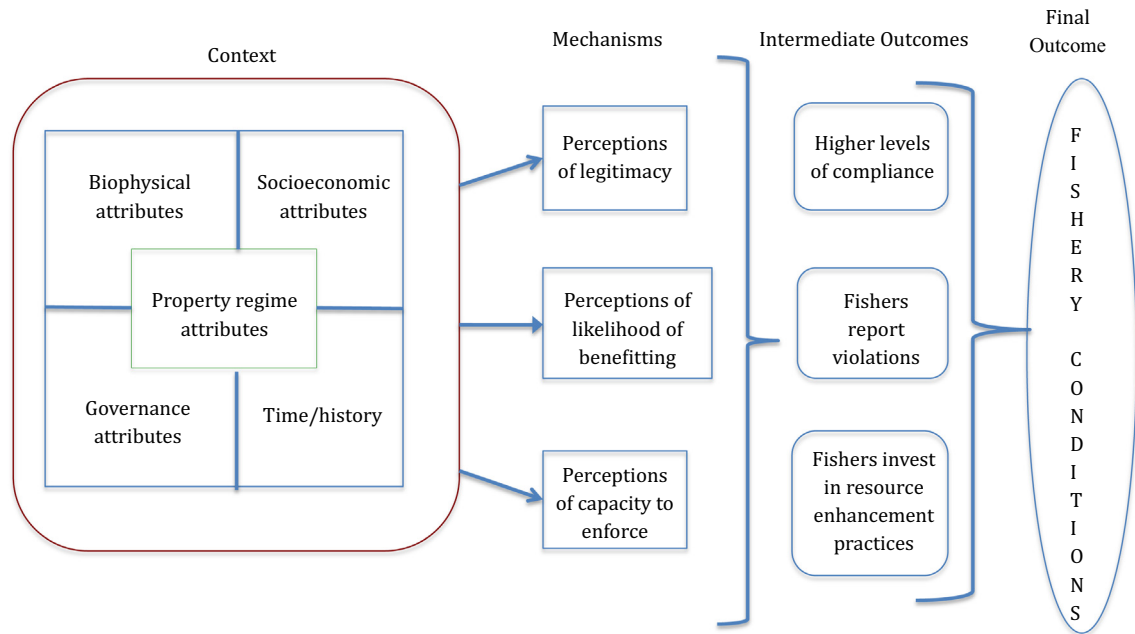 Context
Mechanisms
Intermediate Outcomes
Final
Outcome
Biophysical
attributes
Socioeconomic
attributes
Property regime
attributes
Governance
attributes
Time/history
Perceptions
of legitimacy
Perceptions of
likelihood of
benefitting
Perceptions
of capacity to
enforce
Higher levels
of compliance
Fishers
report
violations
Fishers invest
in resource
enhancement
practices
F
I
S
H
E
R
Y
C
O
N
D
I
T
I
O
N
S